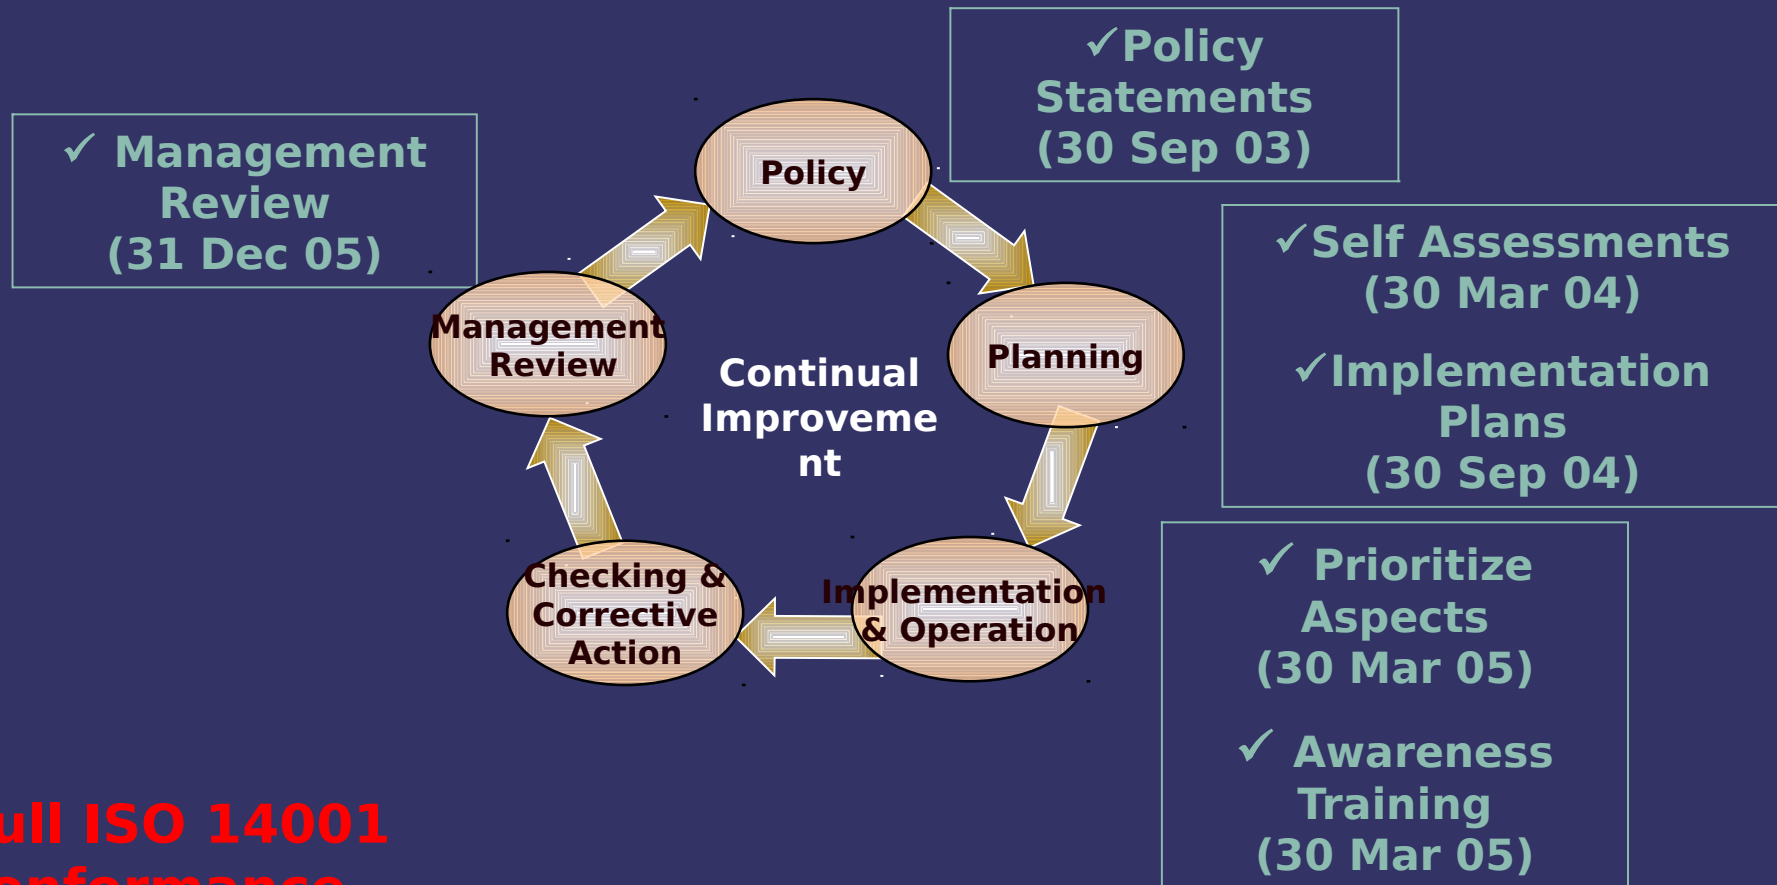 ✓Policy
Statements
(30 Sep 03)
✓ Management
Review
(31 Dec 05)
Policy
✓Self Assessments
(30 Mar 04)
✓Implementation
Plans
(30 Sep 04)
Management
Review
Planning
Continual
Improveme
nt
✓ Prioritize
Aspects
(30 Mar 05)
✓ Awareness
Training
(30 Mar 05)
Checking &
Corrective
Action
Implementation
& Operation
ull ISO 14001
onformance